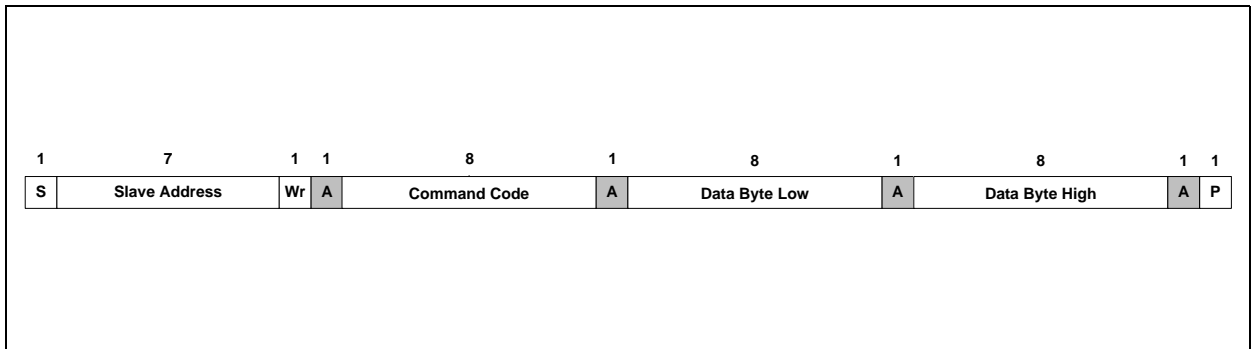 1 7 1 1 8 1 8 1 8 1 1
S Slave Address Wr A Command Code A Data Byte Low A Data Byte High A P